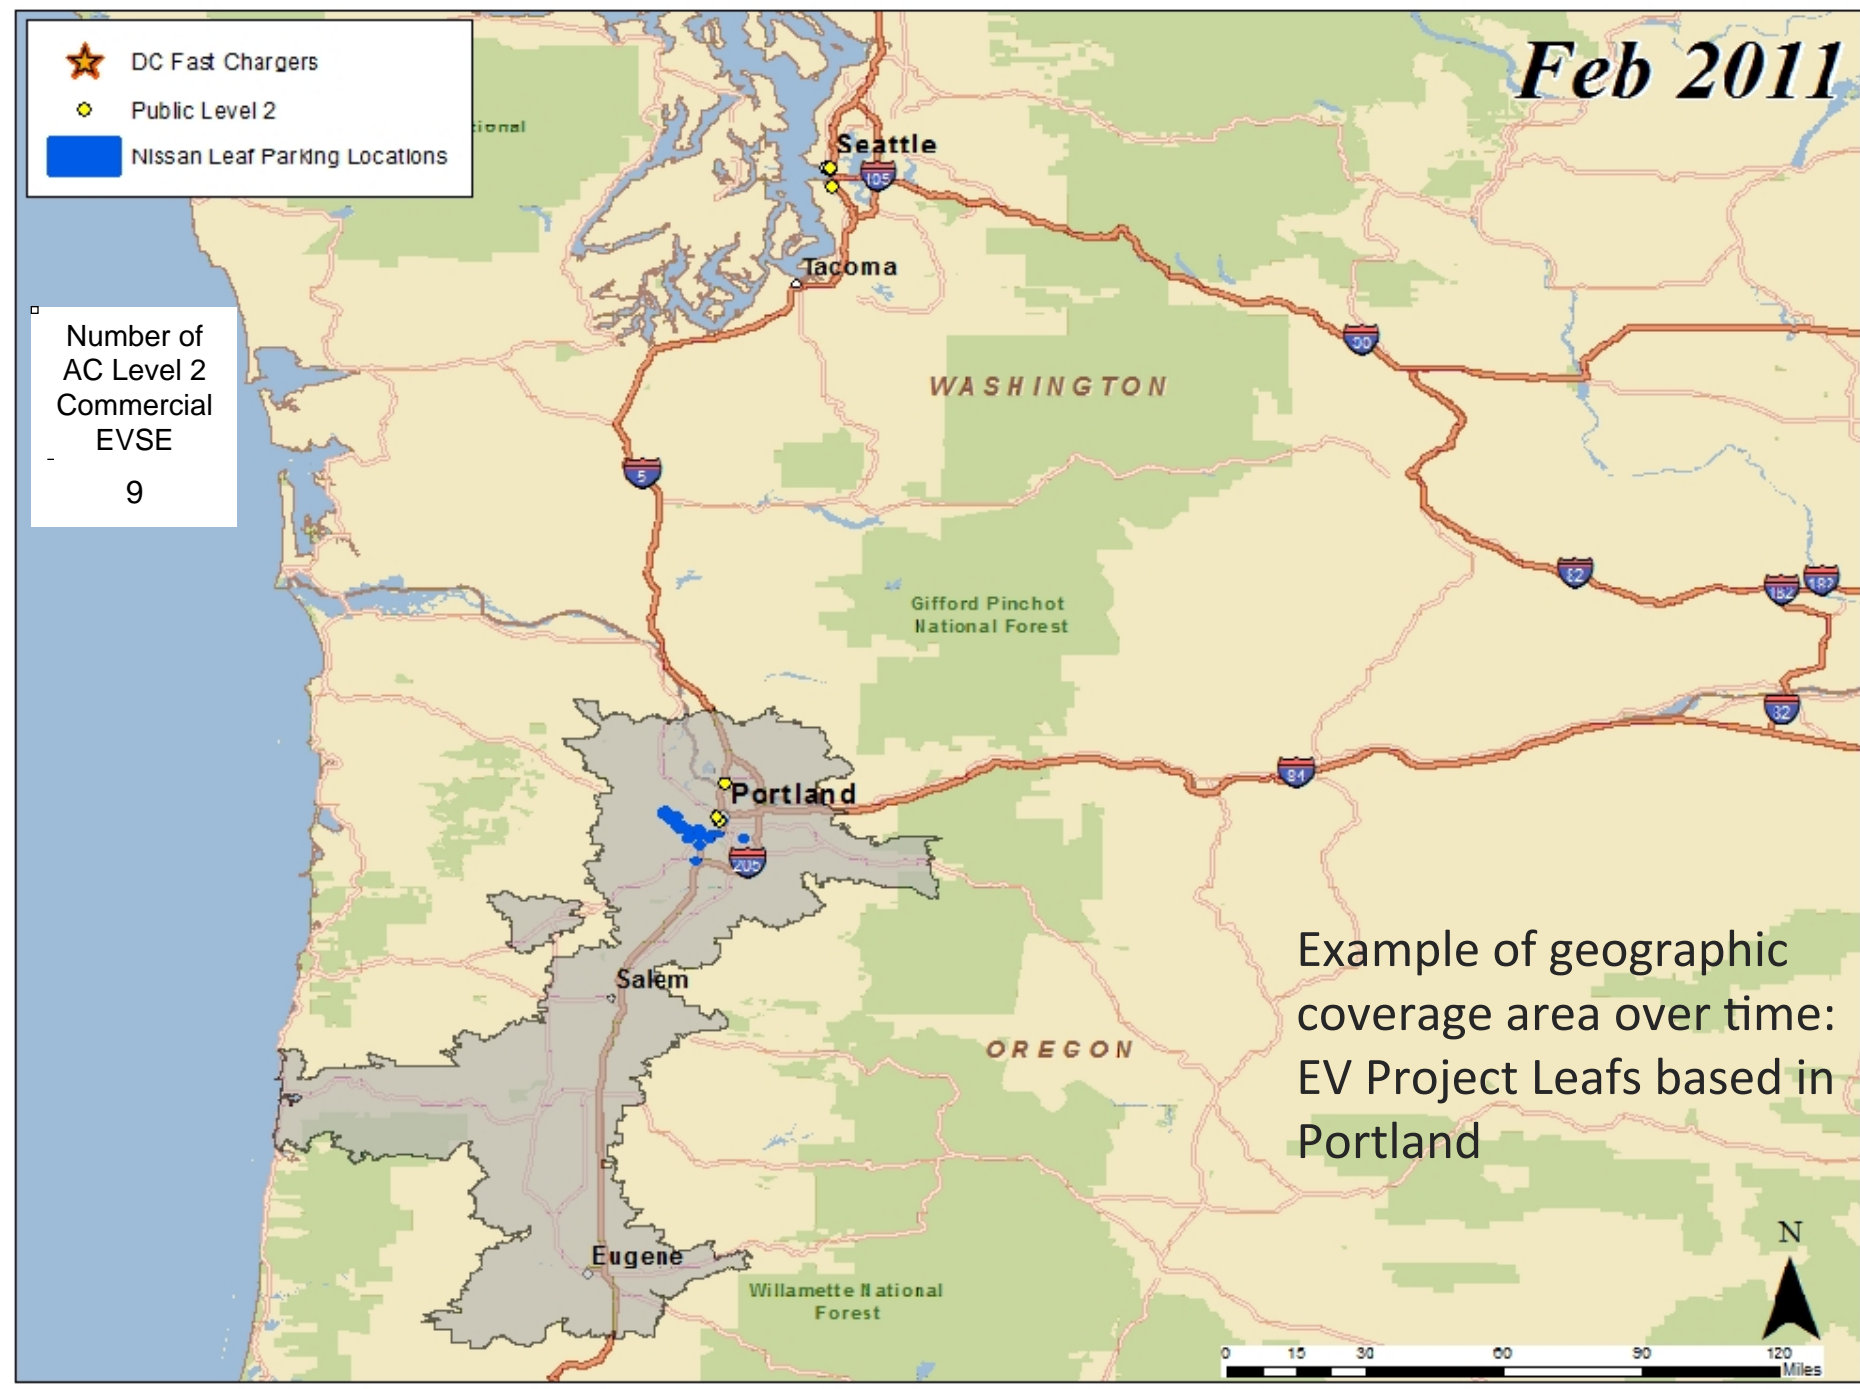 DC Fast Chargers
Public Level 2
Nissan Leaf Parking Locations
Feb 2011
ional
Seattle
105
Tacoma
Number of
AC Level 2
Commercial
EVSE
9
90
WASHINGTON
5
82
182
182
Gifford Pinchot
National Forest
82
84
Portland
205
Salem
OREGON
Example of geographic
coverage area over time:
EV Project Leafs based in
Portland
Eugene
Willamette National
Forest
N
0 15 30 60 90 120
Miles